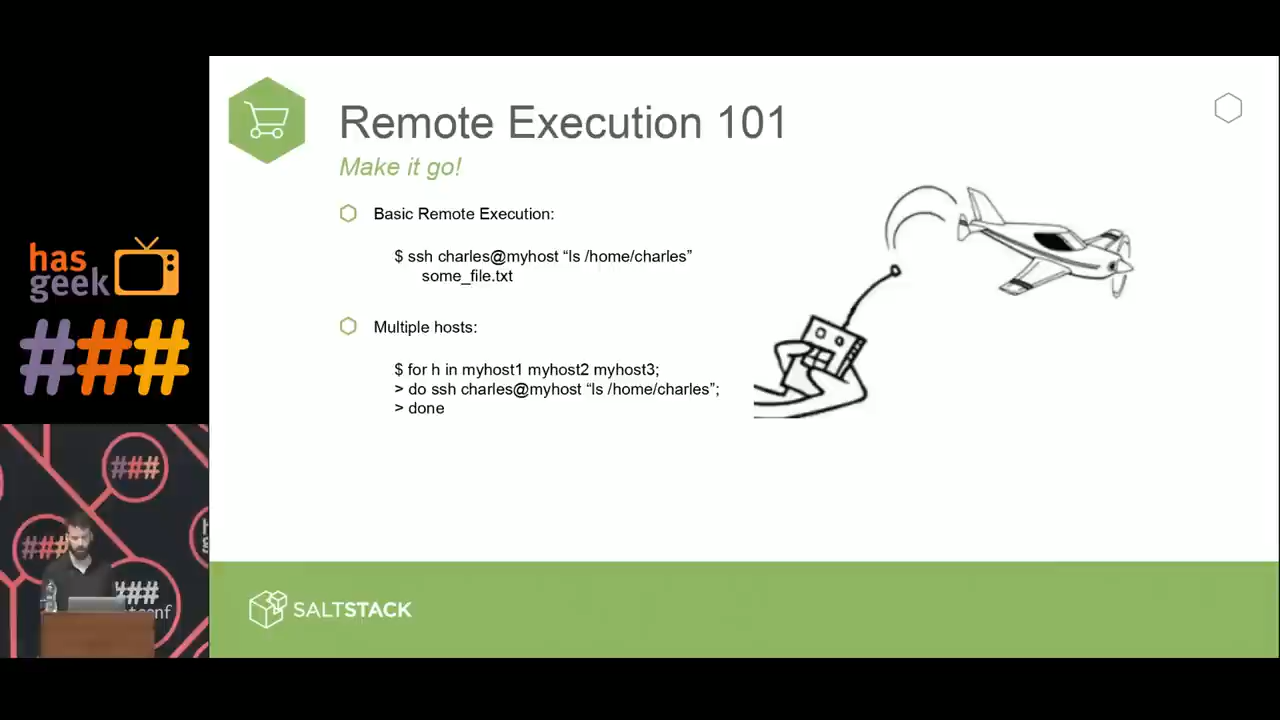 Remote Execution 101
Make it go!
Basic Remote Execution:
$ ssh charles@myhost “ls /home/charles”
some_file.txt
Multiple hosts:
$ for h in myhost1 myhost2 myhost3;
> do ssh charles@myhost “ls /home/charles”;
> done
has
geek
###
###
###
###
SALTSTACK